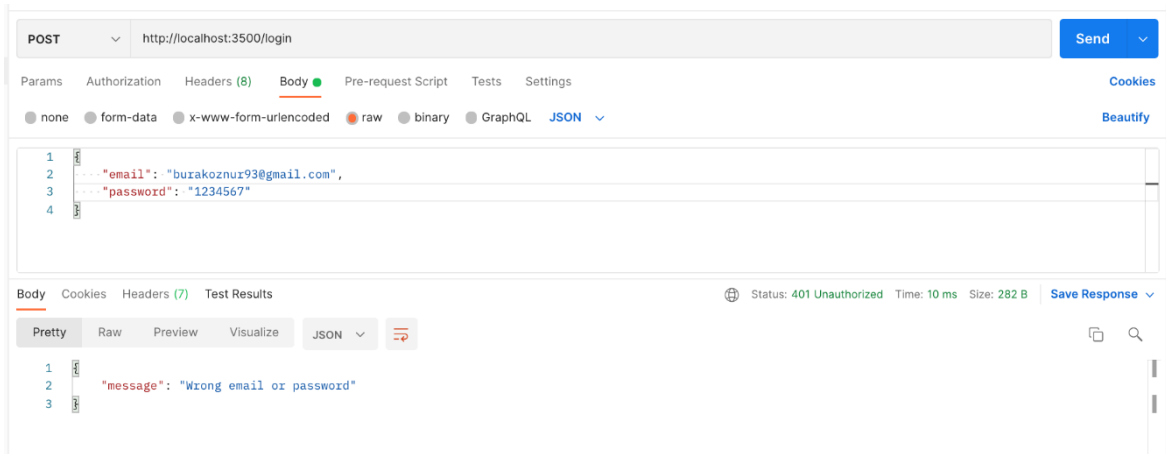 POST http://localhost:3500/login Send
Params Authorization Headers (8) Body Pre-request Script Tests Settings Cookies
none form-data x-www-form-urlencoded raw binary GraphQL JSON Beautify
1 {
2 "email": "burakoznur93@gmail.com",
3 "password": "1234567"
4 }
Body Cookies Headers (7) Test Results Status: 401 Unauthorized Time: 10 ms Size: 282 B Save Response
Pretty Raw Preview Visualize JSON
1 {
2 "message": "Wrong email or password"
3 }